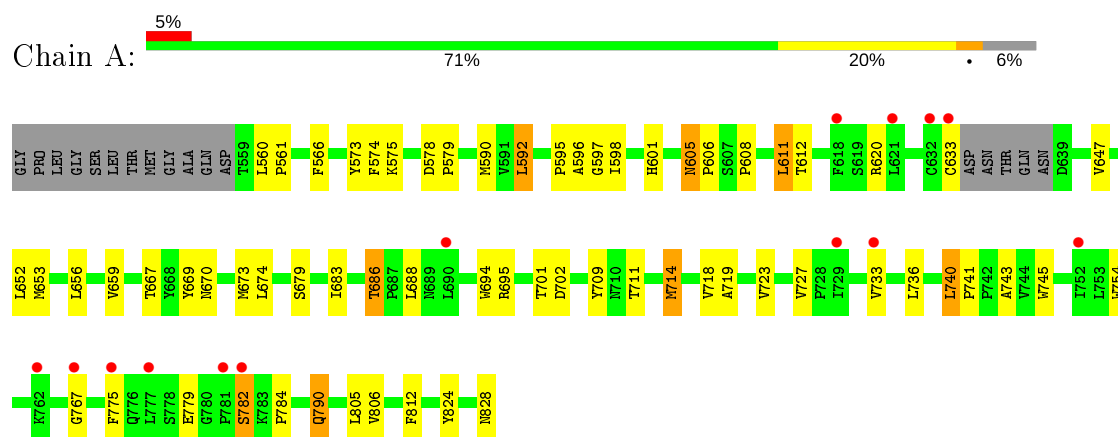 5%
Chain A:
71% 20% • 6%
GLY PRO LEU GLY SER LEU THR MET GLY ALA GLN ASP T559 L560 P561 F566 Y573 F574 K575 D578 P579 M590 V591 L592 P595 A596 G597 I598 H601 N605 P606 S607 P608 L611 T612 F618 S619 R620 L621 C632 C633 ASP ASN THR GLN ASN D639 V647
L652 M653 L656 V659 T667 Y668 Y669 N670 M673 L674 S679 I683 T686 P687 L688 N689 L690 W694 R695 T701 D702 Y709 N710 T711 M714 V718 A719 V723 V727 P728 I729 V733 L736 L740 P741 P742 A743 V744 W745 I752 L753 W754
K762 G767 F775 Q776 L777 S778 E779 G780 P781 S782 K783 P784 Q790 L805 V806 F812 Y824 N828